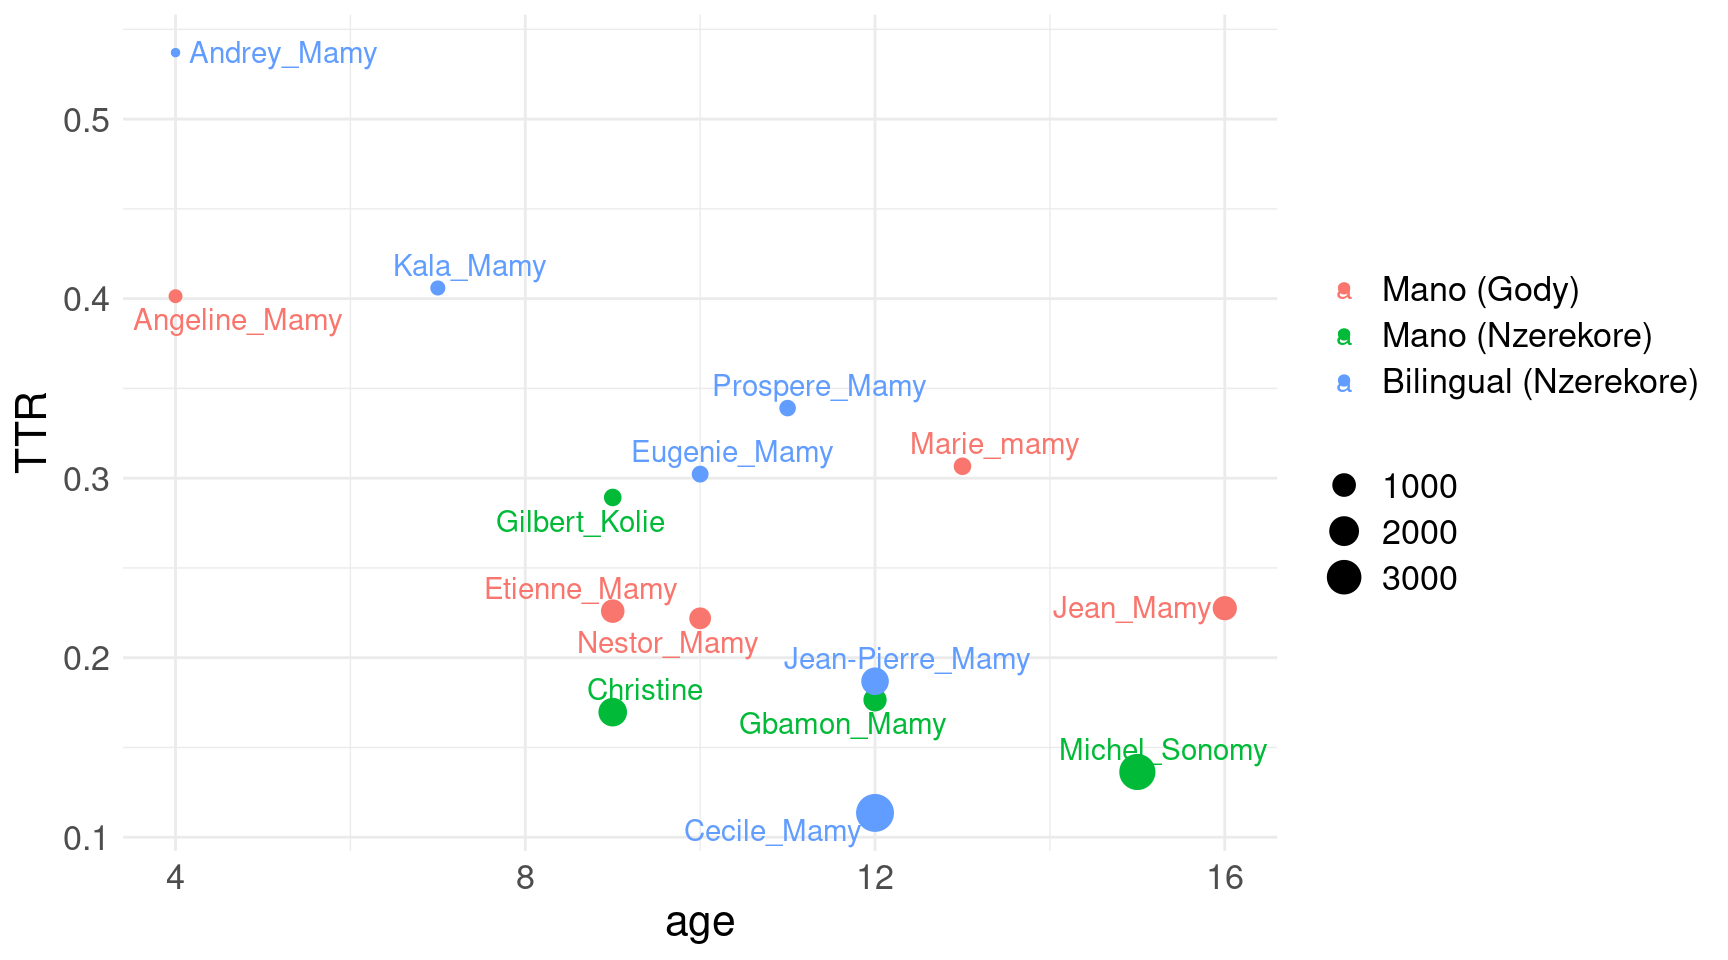 Andrey_Mamy
0.5
Kala_Mamy
0.4
Angeline_Mamy
a Mano (Gody)
a Mano (Nzerekore)
a Bilingual (Nzerekore)
Prospere_Mamy
Marie_mamy
Eugenie_Mamy
TTR
0.3
1000
Gilbert_Kolie
2000
3000
Etienne_Mamy
Jean_Mamy
Nestor_Mamy
0.2
Jean-Pierre_Mamy
Christine
Gbamon_Mamy
Michel_Sonomy
Cecile_Mamy
0.1
4 8 12 16
age